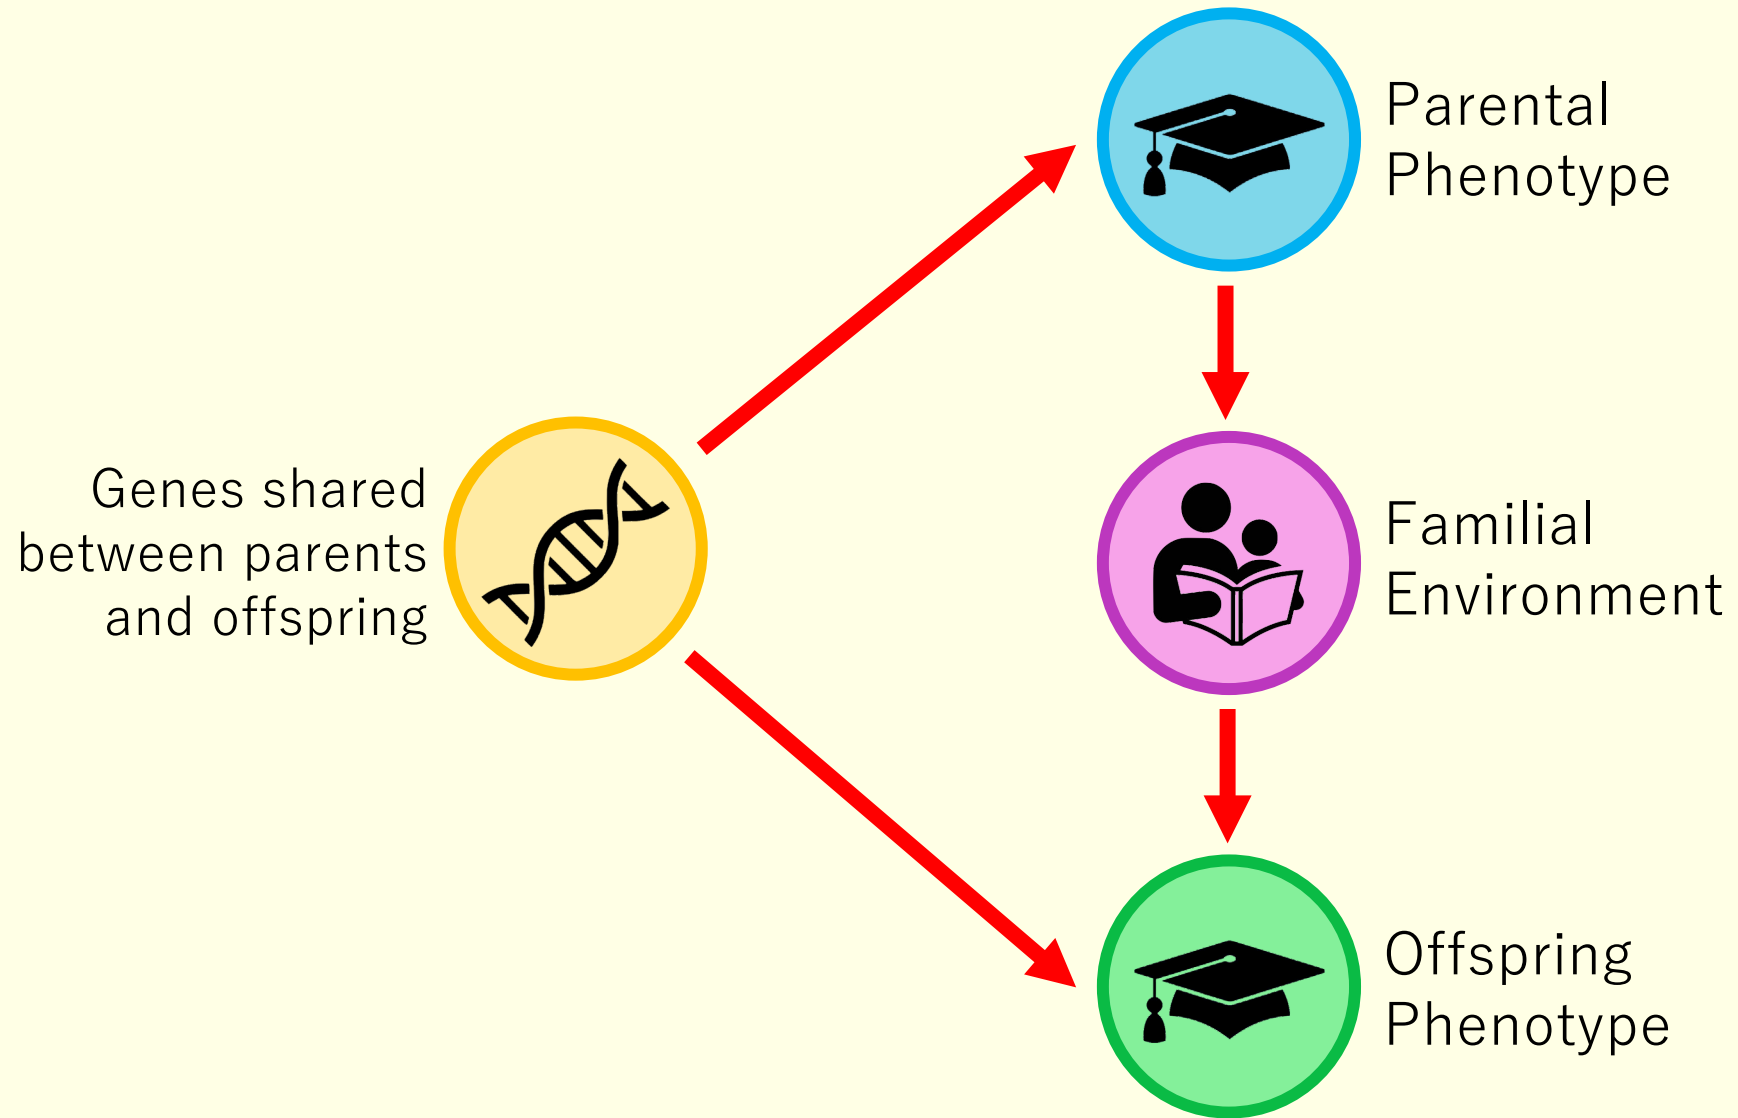 Parental
Phenotype
Genes shared
between parents
and offspring
Familial
Environment
Offspring
Phenotype